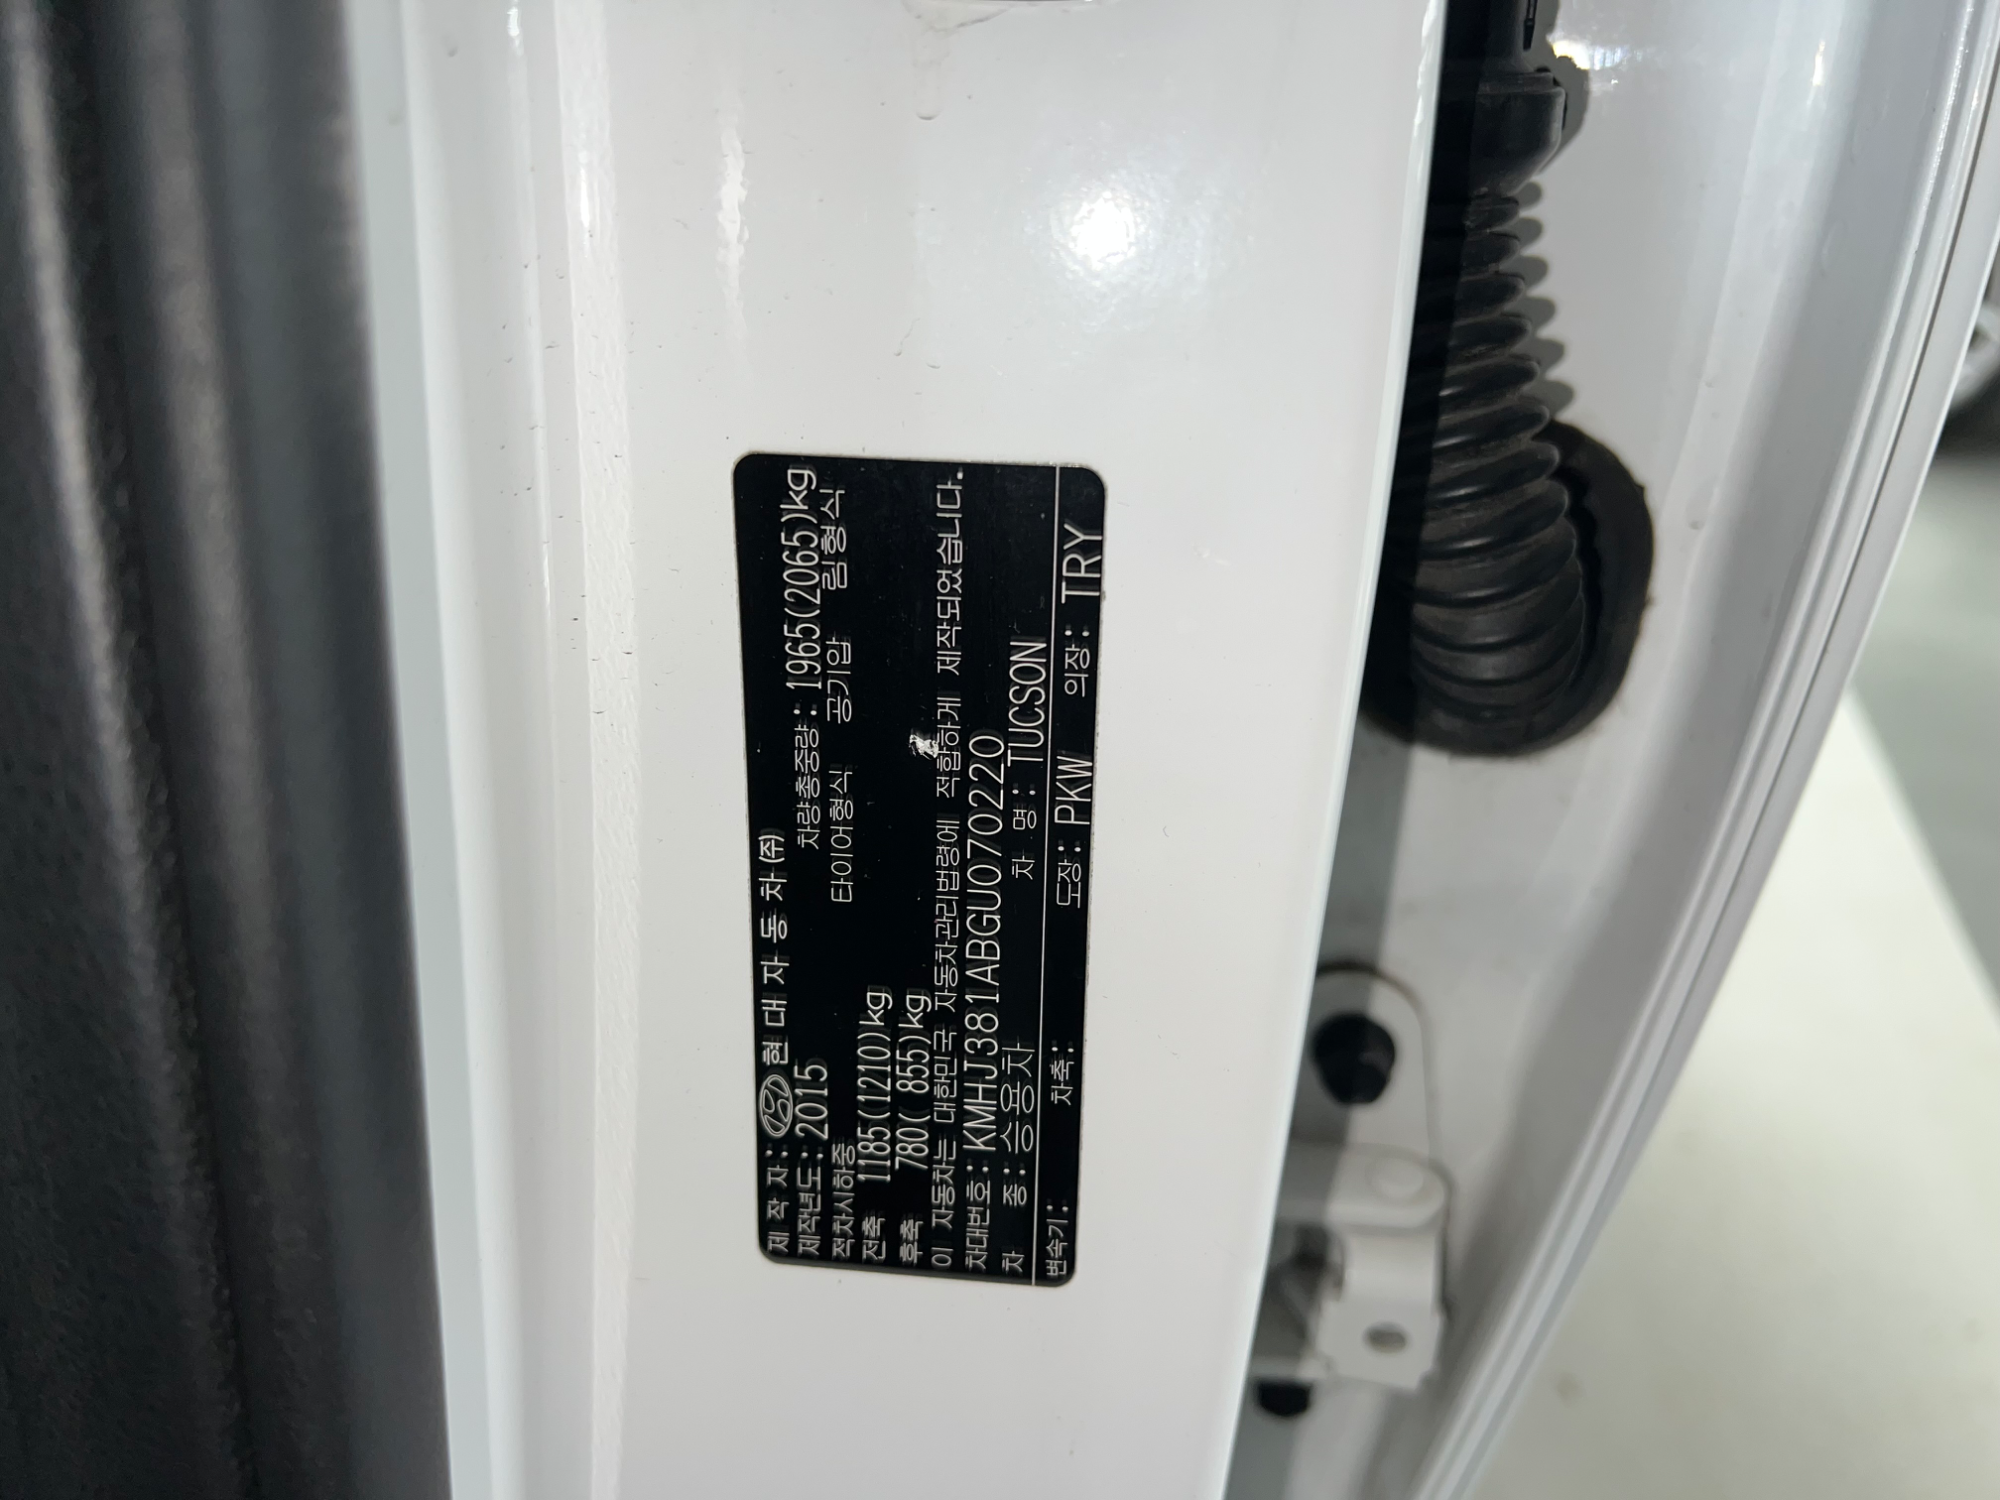 제 작 자: 현 대 자 동 차 (주)
제작년도: 2015 차량총중량: 1965(2065)kg
적차시하중 타이어형식 공기압 림형식
전축 1185(1210)kg
후축 780( 855)kg
이 자동차는 대한민국 자동차관리법령에 적합하게 제작되었습니다.
차대번호: KMHJ381ABGU070220
차 종: 승용차 차 명: TUCSON
변속기: 차축: 도장: PKW 의장: TRY